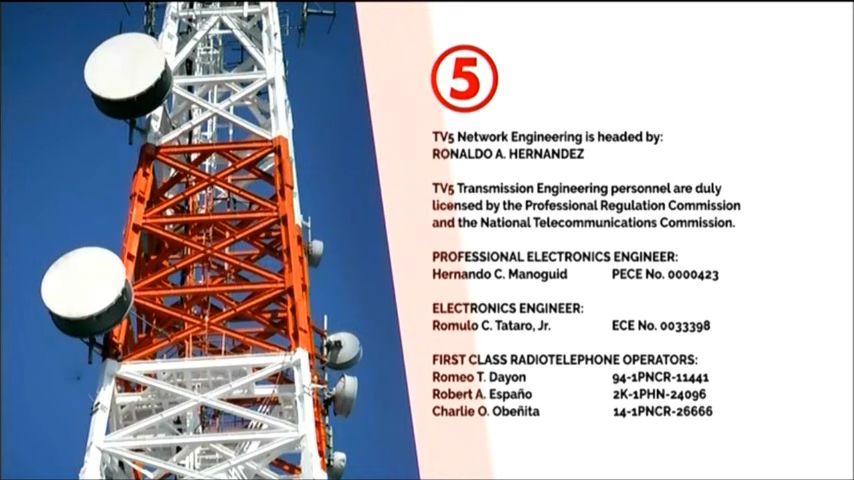 5
TV5 Network Engineering is headed by:
RONALDO A. HERNANDEZ
TV5 Transmission Engineering personnel are duly
licensed by the Professional Regulation Commission
and the National Telecommunications Commission.
PROFESSIONAL ELECTRONICS ENGINEER:
Hernando C. Manoguid PECE No. 0000423
ELECTRONICS ENGINEER:
Romulo C. Tataro, Jr. ECE No. 0033398
FIRST CLASS RADIOTELEPHONE OPERATORS:
Romeo T. Dayon 94-1PNCR-11441
Robert A. Españo 2K-1PHN-24096
Charlie O. Obeñita 14-1PNCR-26666